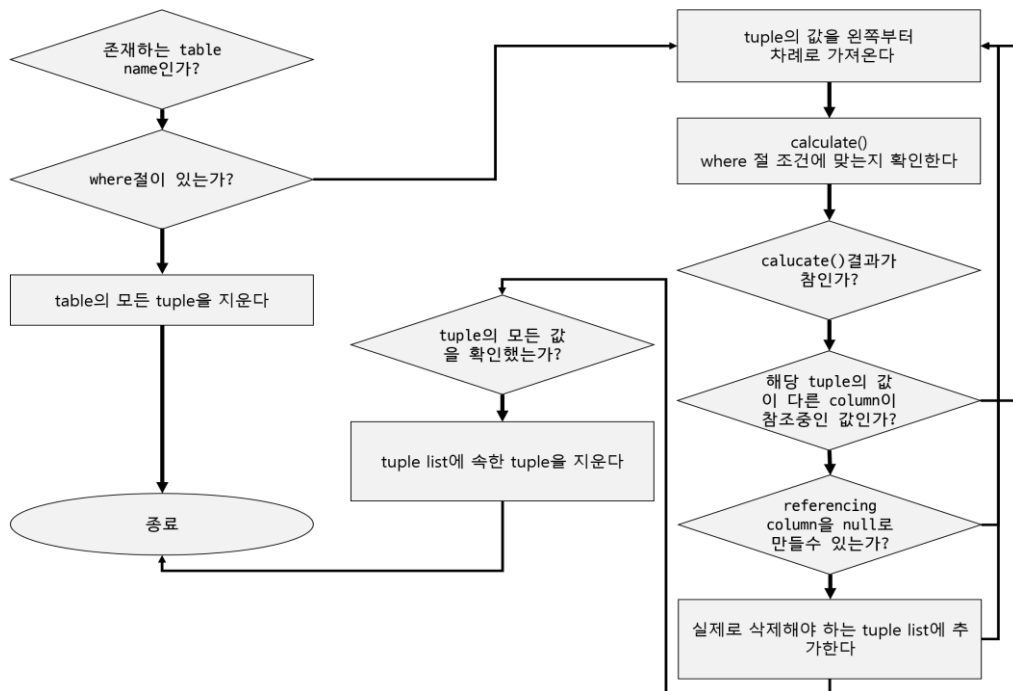 존재하는 table
name인가?
where절이 있는가?
table의 모든 tuple을 지운다
종료
tuple의 모든 값
을 확인했는가?
tuple list에 속한 tuple을 지운다
tuple의 값을 왼쪽부터
차례로 가져온다
calculate()
where 절 조건에 맞는지 확인한다
calucate()결과가
참인가?
해당 tuple의 값
이 다른 column이
참조중인 값인가?
referencing
column을 null로
만들수 있는가?
실제로 삭제해야 하는 tuple list에 추
가한다